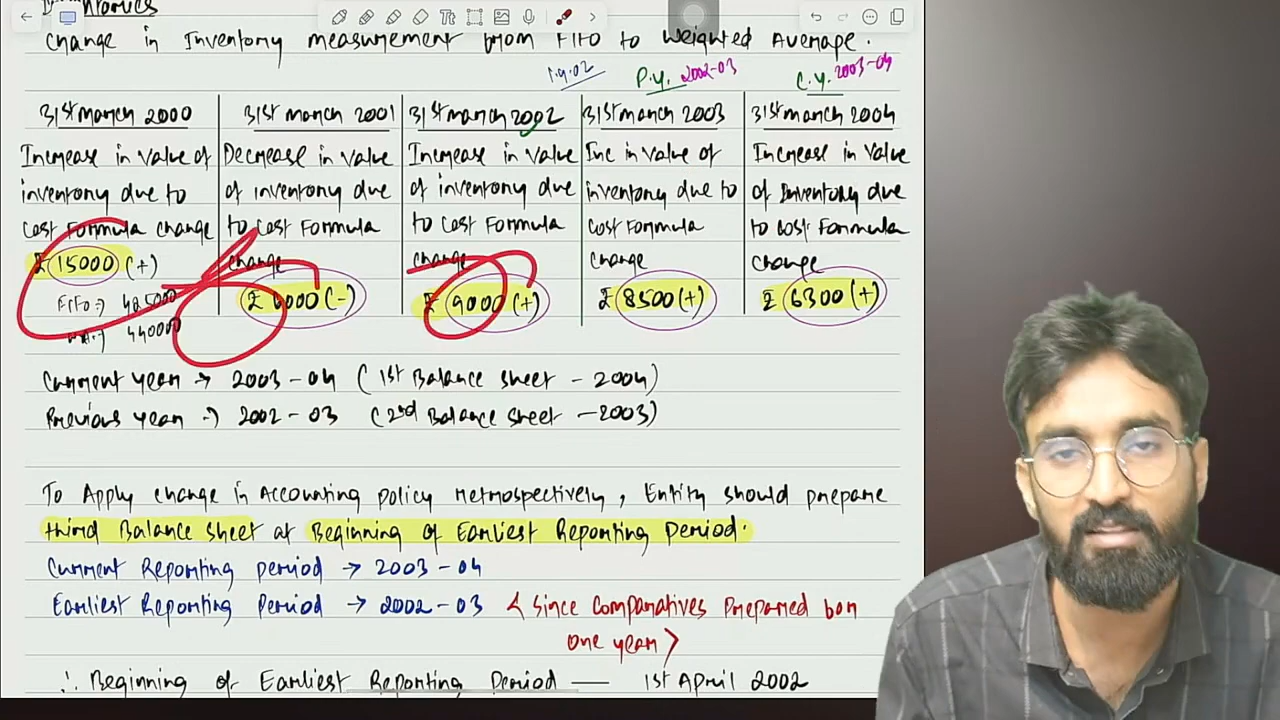 Change in Inventory measurement from FIFO to Weighted Average.
1.4.02 P.Y. 2002-03 C.Y. 2003-04
31st march 2000
Increase in value of
inventory due to
Cost Formula change
₹ 15000 (+)
FIFO:) 485000
440000
31st march 2001
Decrease in value
of inventory due
to Cost Formula
change
₹ 6000 (-)
31st march 2002
Increase in value
of inventory due
to Cost Formula
change
₹ 9000 (+)
31st march 2003
Inc in value of
inventory due to
Cost Formula
change
₹ 8500 (+)
31st march 2004
Increase in Value
of Inventory due
to Cost Formula
change
₹ 6300 (+)
Current year → 2003-04 (1st Balance sheet - 2004)
Previous year → 2002-03 (2nd Balance sheet - 2003)
To Apply change in Accounting policy retrospectively, Entity should prepare
third Balance Sheet at Beginning of Earliest Reporting Period.
Current Reporting period → 2003-04
Earliest Reporting Period → 2002-03 < Since Comparatives Prepared for
one year >
∴ Beginning of Earliest Reporting Period — 1st April 2002